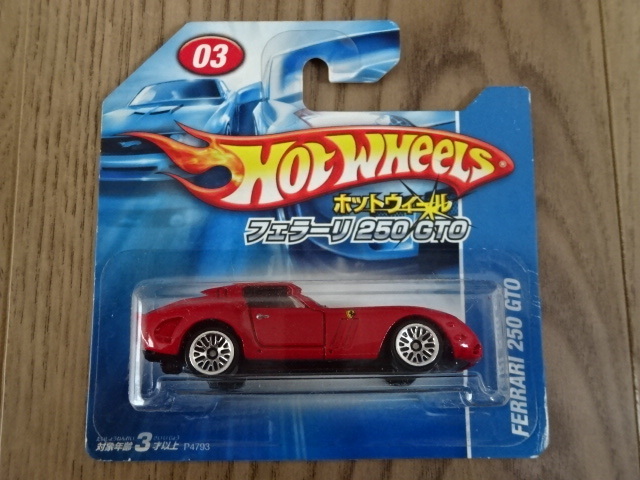 03
HOT WHEELS
ホットウィール
フェラーリ 250 GTO
FERRARI 250 GTO
対象年齢 3才以上 P4793